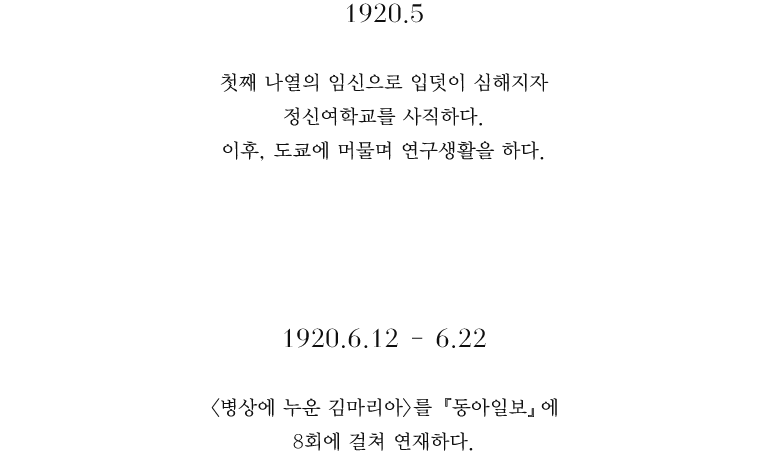 1920.5
첫째 나열의 임신으로 입덧이 심해지자
정신여학교를 사직하다.
이후, 도쿄에 머물며 연구생활을 하다.
1920.6.12 - 6.22
〈병상에 누운 김마리아〉를 『동아일보』에
8회에 걸쳐 연재하다.